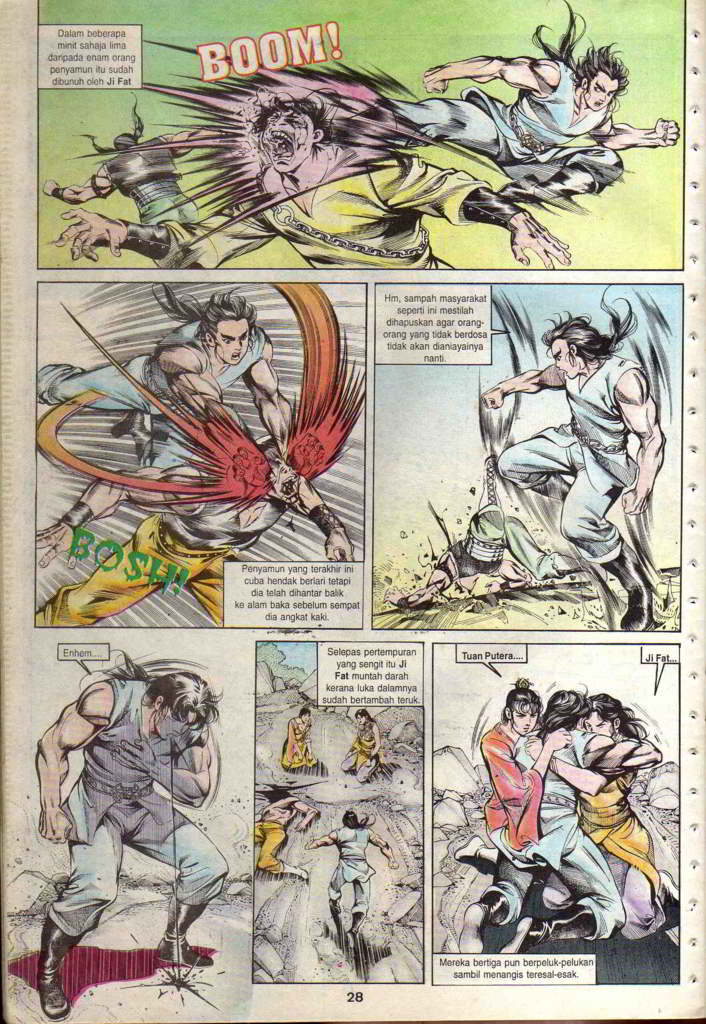 Dalam beberapa
minit sahaja lima
daripada enam orang
penyamun itu sudah
dibunuh oleh Ji Fat
BOOM!
BOSH!
Penyamun yang terakhir ini
cuba hendak berlari tetapi
dia telah dihantar balik
ke alam baka sebelum sempat
dia angkat kaki.
Hm, sampah masyarakat
seperti ini mestilah
dihapuskan agar orang-
orang yang tidak berdosa
tidak akan dianiayainya
nanti.
Enhem....
Selepas pertempuran
yang sengit itu Ji
Fat muntah darah
kerana luka dalamnya
sudah bertambah teruk.
Tuan Putera....
Ji Fat...
Mereka bertiga pun berpeluk-pelukan
sambil menangis teresal-esak.
28